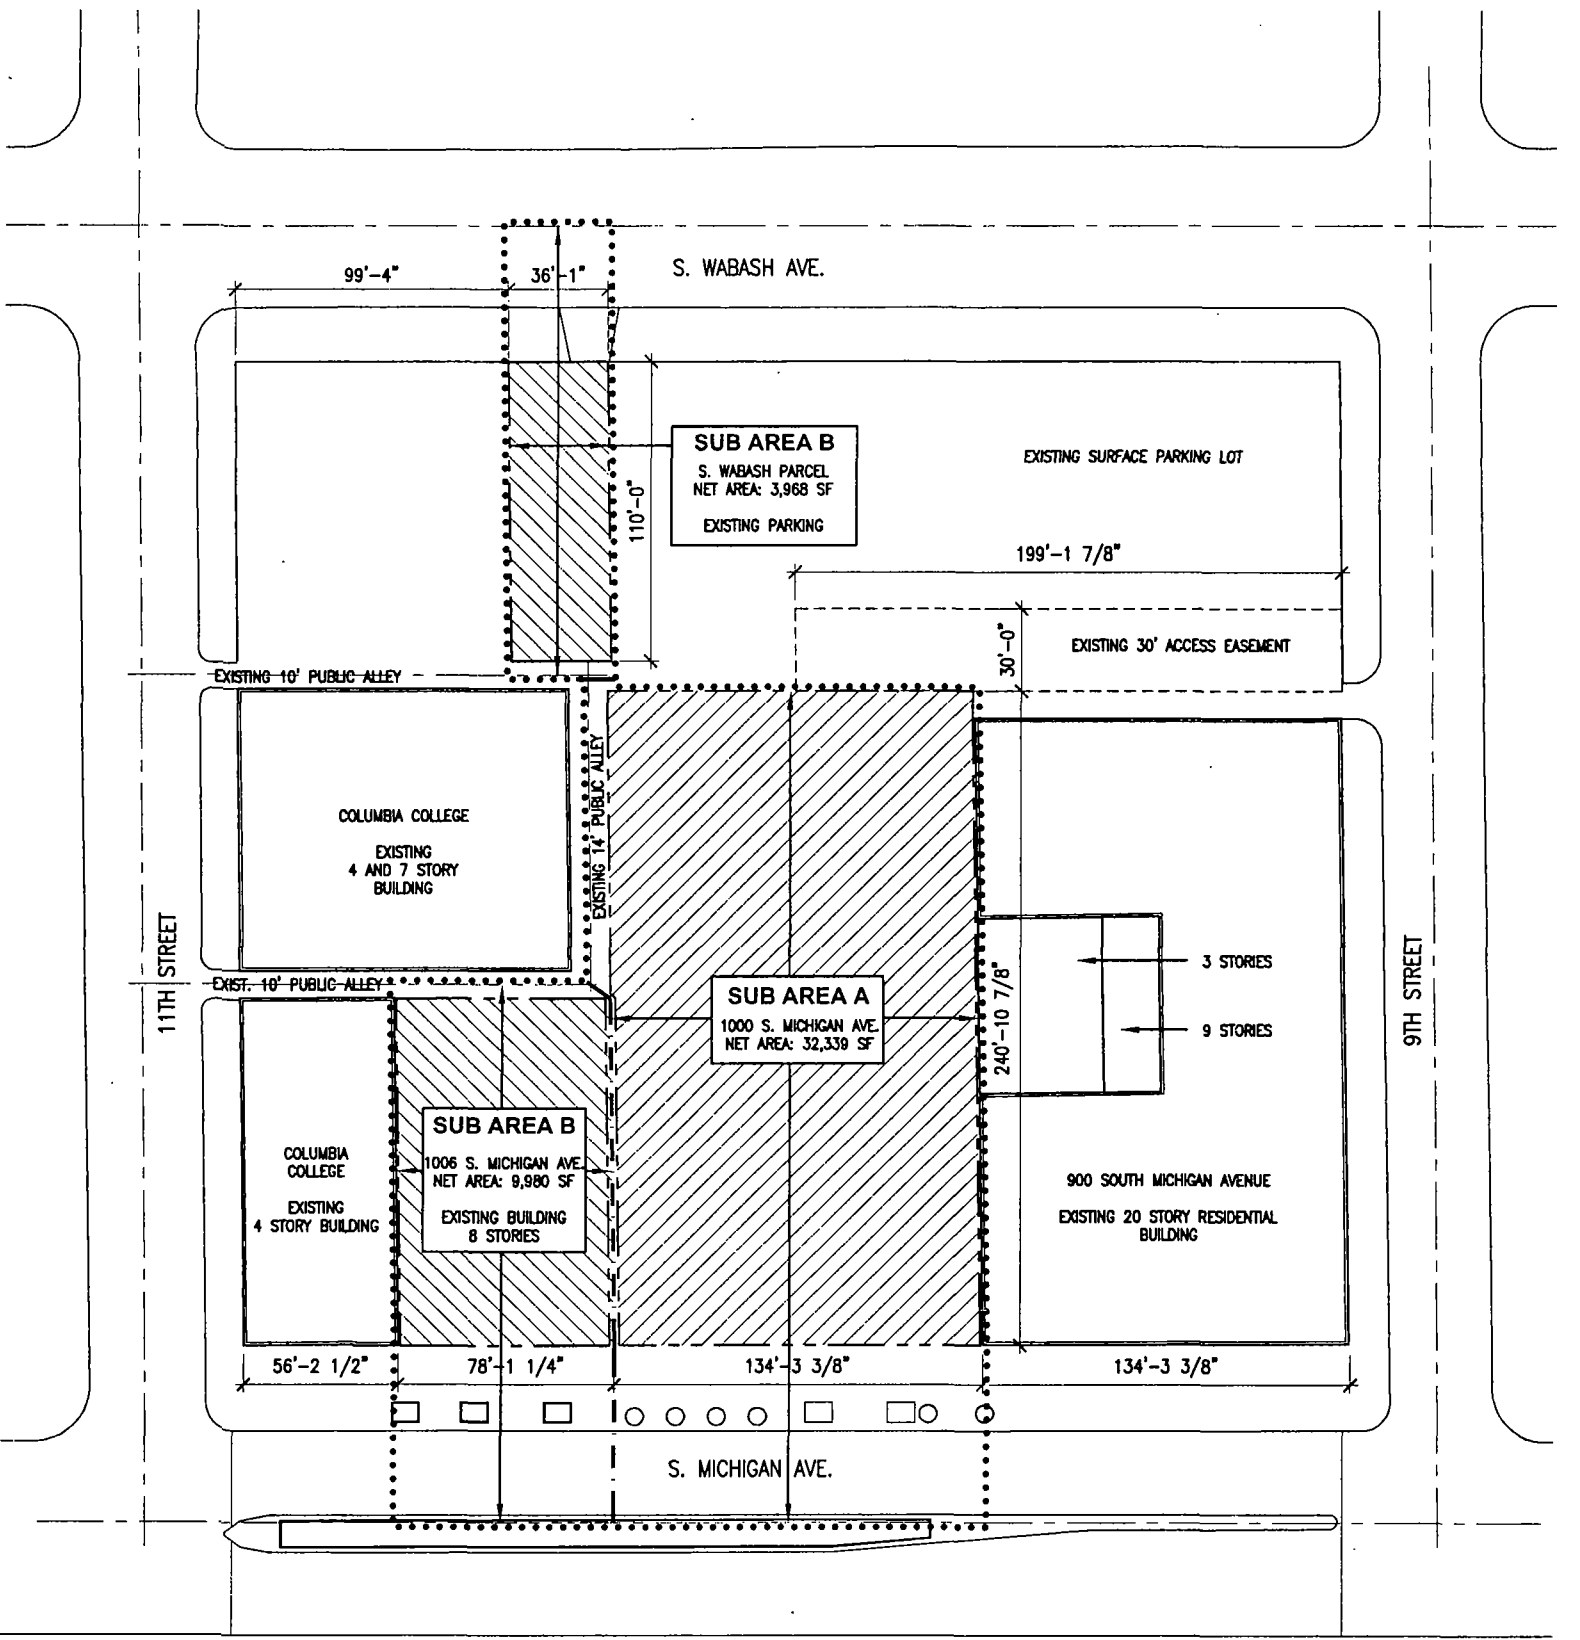 S. WABASH AVE.
99'-4"
36'-1"
SUB AREA B
S. WABASH PARCEL
NET AREA: 3,968 SF
EXISTING PARKING
110'-0"
EXISTING SURFACE PARKING LOT
199'-1 7/8"
30'-0"
EXISTING 30' ACCESS EASEMENT
EXISTING 10' PUBLIC ALLEY
EXISTING 14' PUBLIC ALLEY
COLUMBIA COLLEGE
EXISTING
4 AND 7 STORY
BUILDING
11TH STREET
9TH STREET
EXIST. 10' PUBLIC ALLEY
SUB AREA A
1000 S. MICHIGAN AVE.
NET AREA: 32,339 SF
240'-10 7/8"
3 STORIES
9 STORIES
SUB AREA B
1006 S. MICHIGAN AVE.
NET AREA: 9,980 SF
EXISTING BUILDING
8 STORIES
COLUMBIA
COLLEGE
EXISTING
4 STORY BUILDING
900 SOUTH MICHIGAN AVENUE
EXISTING 20 STORY RESIDENTIAL
BUILDING
56'-2 1/2"
78'-1 1/4"
134'-3 3/8"
134'-3 3/8"
S. MICHIGAN AVE.